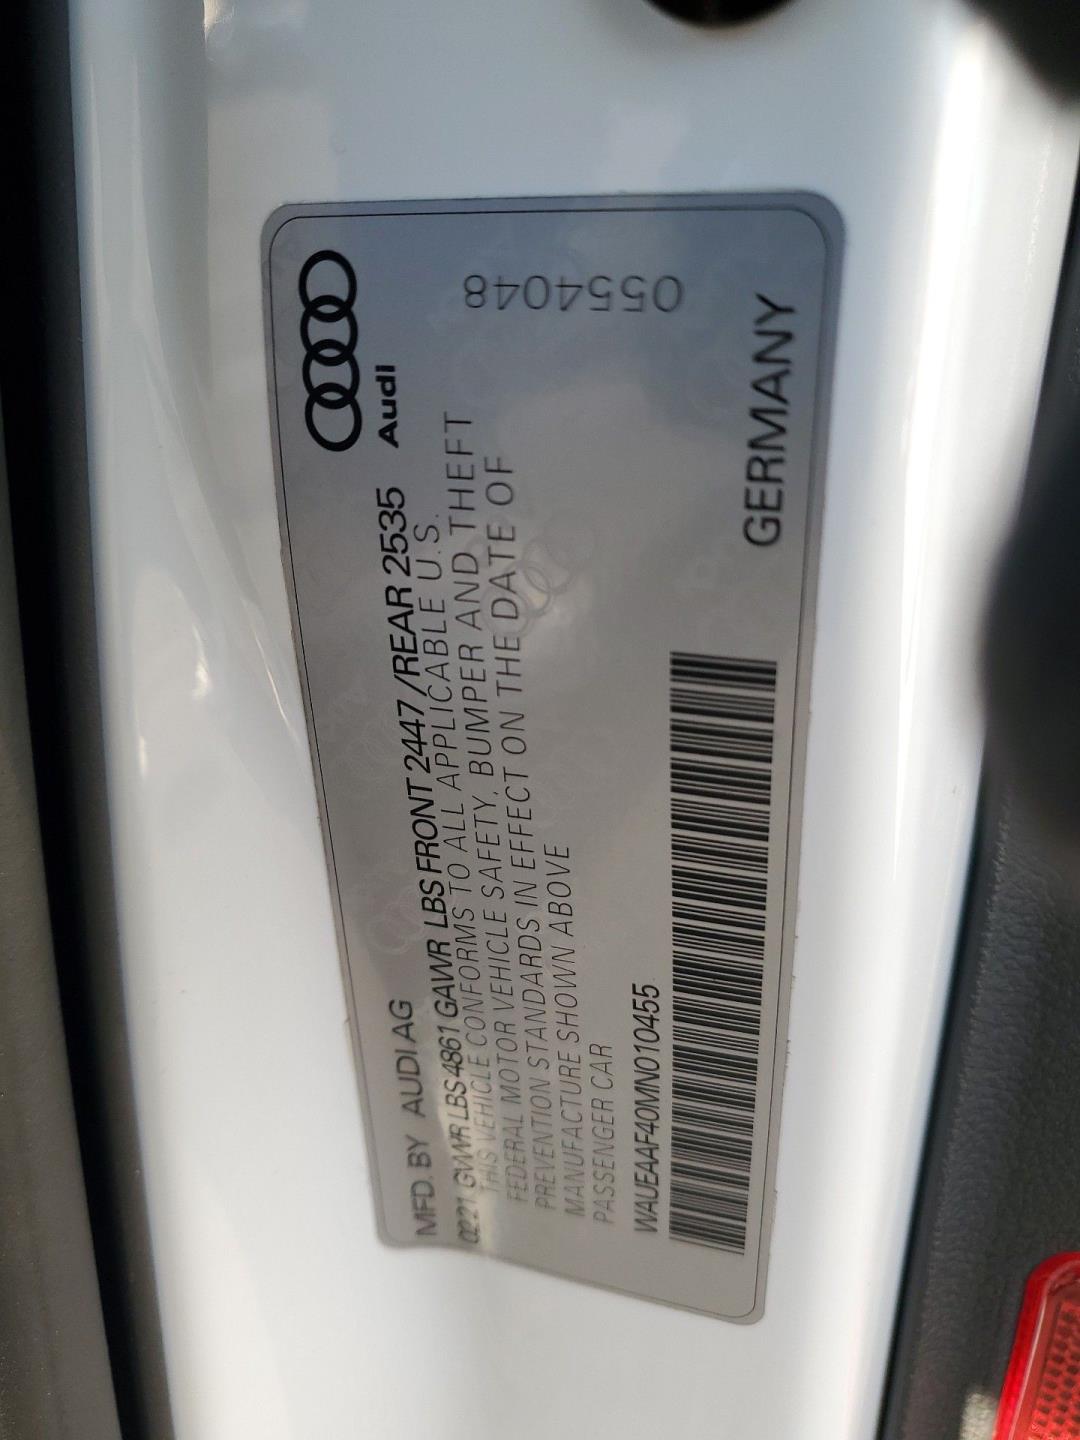 MFD. BY AUDI AG
Audi
0221 GVWR LBS 4861 GAWR LBS FRONT 2447 /REAR 2535
THIS VEHICLE CONFORMS TO ALL APPLICABLE U.S.
FEDERAL MOTOR VEHICLE SAFETY, BUMPER AND THEFT
PREVENTION STANDARDS IN EFFECT ON THE DATE OF
MANUFACTURE SHOWN ABOVE
PASSENGER CAR
WAUEAAF40MN010455
0554048
GERMANY